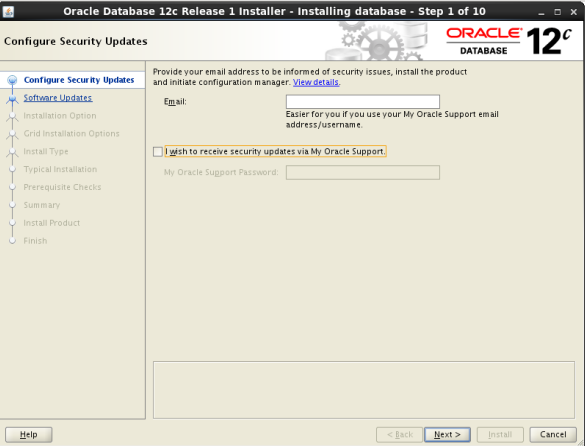 Oracle Database 12c Release 1 Installer - Installing database - Step 1 of 10
Configure Security Updates
ORACLE
DATABASE
12c
Configure Security Updates
Software Updates
Installation Option
Grid Installation Options
Install Type
Typical Installation
Prerequisite Checks
Summary
Install Product
Finish
Provide your email address to be informed of security issues, install the product
and initiate configuration manager. View details.
Email:
Easier for you if you use your My Oracle Support email
address/username.
I wish to receive security updates via My Oracle Support.
My Oracle Support Password:
Help
< Back
Next >
Install
Cancel